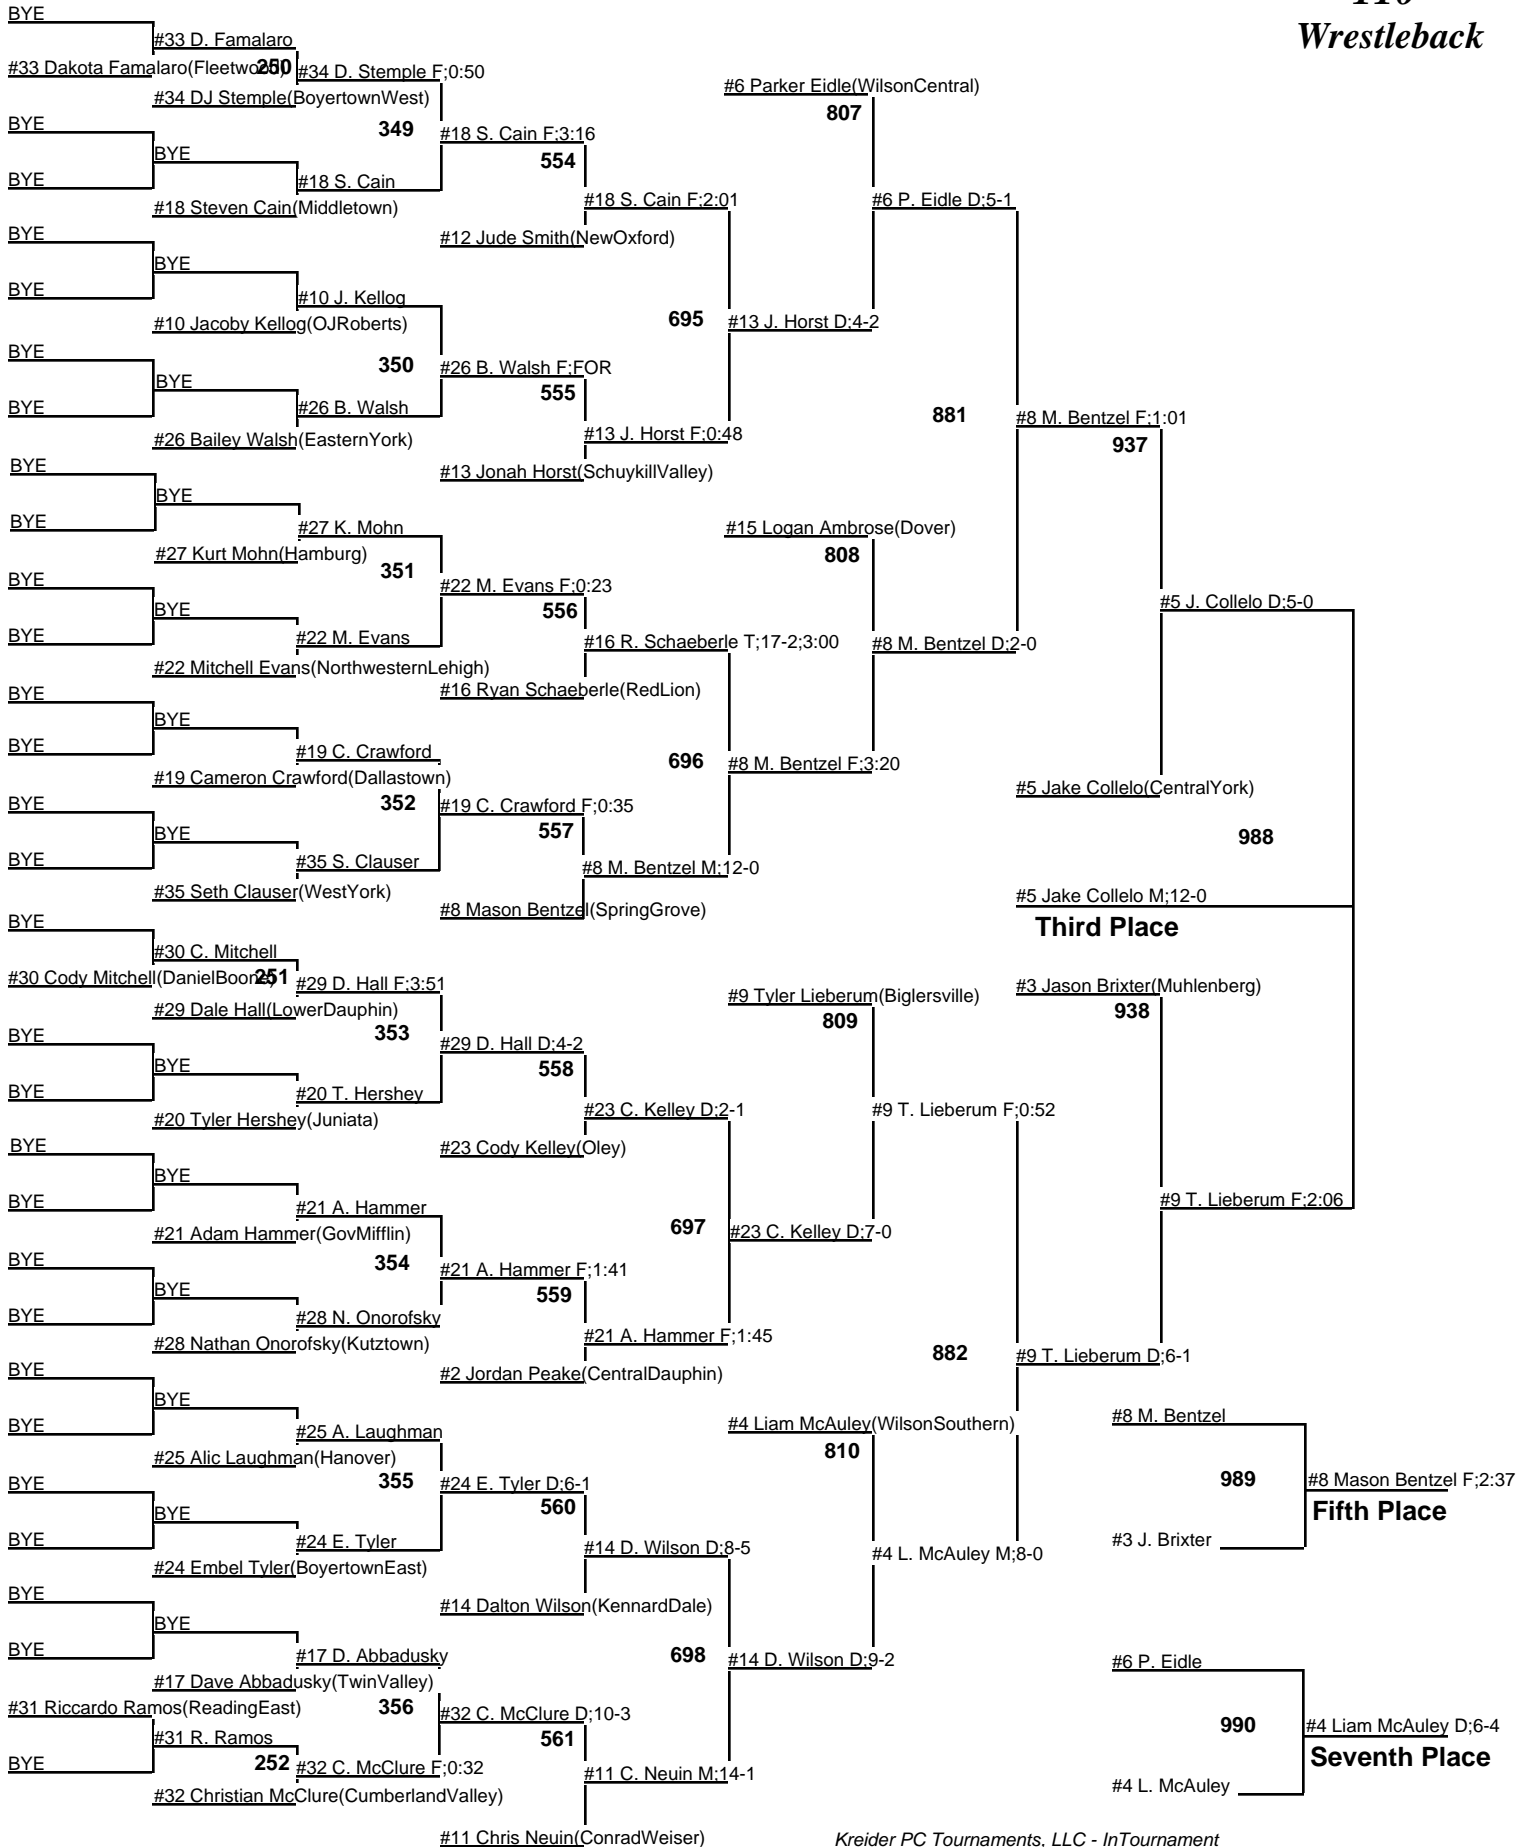 Wrestleback
BYE
#33 D. Famalaro
#33 Dakota Famalaro(Fleetwood)
250
#34 D. Stemple F;0:50
#34 DJ Stemple(BoyertownWest)
BYE
349
#18 S. Cain F;3:16
BYE
554
BYE
#18 S. Cain
#18 Steven Cain(Middletown)
#18 S. Cain F;2:01
BYE
#12 Jude Smith(NewOxford)
BYE
BYE
#10 J. Kellog
#10 Jacoby Kellog(OJRoberts)
695
#13 J. Horst D;4-2
BYE
350
#26 B. Walsh F;FOR
BYE
555
BYE
#26 B. Walsh
#26 Bailey Walsh(EasternYork)
#13 J. Horst F;0:48
#13 Jonah Horst(SchuykillValley)
#6 Parker Eidle(WilsonCentral)
807
#6 P. Eidle D;5-1
881
#8 M. Bentzel F;1:01
937
BYE
BYE
BYE
#27 K. Mohn
#27 Kurt Mohn(Hamburg)
351
#22 M. Evans F;0:23
BYE
556
BYE
BYE
#22 M. Evans
#22 Mitchell Evans(NorthwesternLehigh)
#16 R. Schaeberle T;17-2;3:00
#16 Ryan Schaeberle(RedLion)
#15 Logan Ambrose(Dover)
808
#8 M. Bentzel D;2-0
#5 J. Collelo D;5-0
BYE
BYE
BYE
#19 C. Crawford
#19 Cameron Crawford(Dallastown)
696
#8 M. Bentzel F;3:20
352
#19 C. Crawford F;0:35
BYE
557
BYE
BYE
#35 S. Clauser
#35 Seth Clauser(WestYork)
#8 M. Bentzel M;12-0
#8 Mason Bentzel(SpringGrove)
#5 Jake Collelo(CentralYork)
988
#5 Jake Collelo M;12-0
Third Place
BYE
#30 C. Mitchell
#30 Cody Mitchell(DanielBoone)
251
#29 D. Hall F;3:51
#29 Dale Hall(LowerDauphin)
353
#29 D. Hall D;4-2
BYE
558
BYE
BYE
#20 T. Hershey
#20 Tyler Hershey(Juniata)
#23 C. Kelley D;2-1
#23 Cody Kelley(Oley)
#9 Tyler Lieberum(Biglersville)
809
#9 T. Lieberum F;0:52
#3 Jason Brixter(Muhlenberg)
938
#9 T. Lieberum F;2:06
BYE
BYE
BYE
#21 A. Hammer
#21 Adam Hammer(GovMifflin)
697
#23 C. Kelley D;7-0
354
#21 A. Hammer F;1:41
BYE
559
BYE
BYE
#28 N. Onorofsky
#28 Nathan Onorofsky(Kutztown)
#21 A. Hammer F;1:45
#2 Jordan Peake(CentralDauphin)
882
#9 T. Lieberum D;6-1
BYE
BYE
BYE
#25 A. Laughman
#25 Alic Laughman(Hanover)
355
#24 E. Tyler D;6-1
BYE
560
BYE
BYE
#24 E. Tyler
#24 Embel Tyler(BoyertownEast)
#14 D. Wilson D;8-5
#14 Dalton Wilson(KennardDale)
#4 Liam McAuley(WilsonSouthern)
810
#4 L. McAuley M;8-0
#8 M. Bentzel
989
#8 Mason Bentzel F;2:37
Fifth Place
#3 J. Brixter
BYE
BYE
BYE
#17 D. Abbadusky
#17 Dave Abbadusky(TwinValley)
698
#14 D. Wilson D;9-2
#31 Riccardo Ramos(ReadingEast)
356
#32 C. McClure D;10-3
#31 R. Ramos
561
BYE
252
#32 C. McClure F;0:32
#32 Christian McClure(CumberlandValley)
#11 C. Neuin M;14-1
#11 Chris Neuin(ConradWeiser)
#6 P. Eidle
990
#4 Liam McAuley D;6-4
Seventh Place
#4 L. McAuley
Kreider PC Tournaments, LLC - InTournament